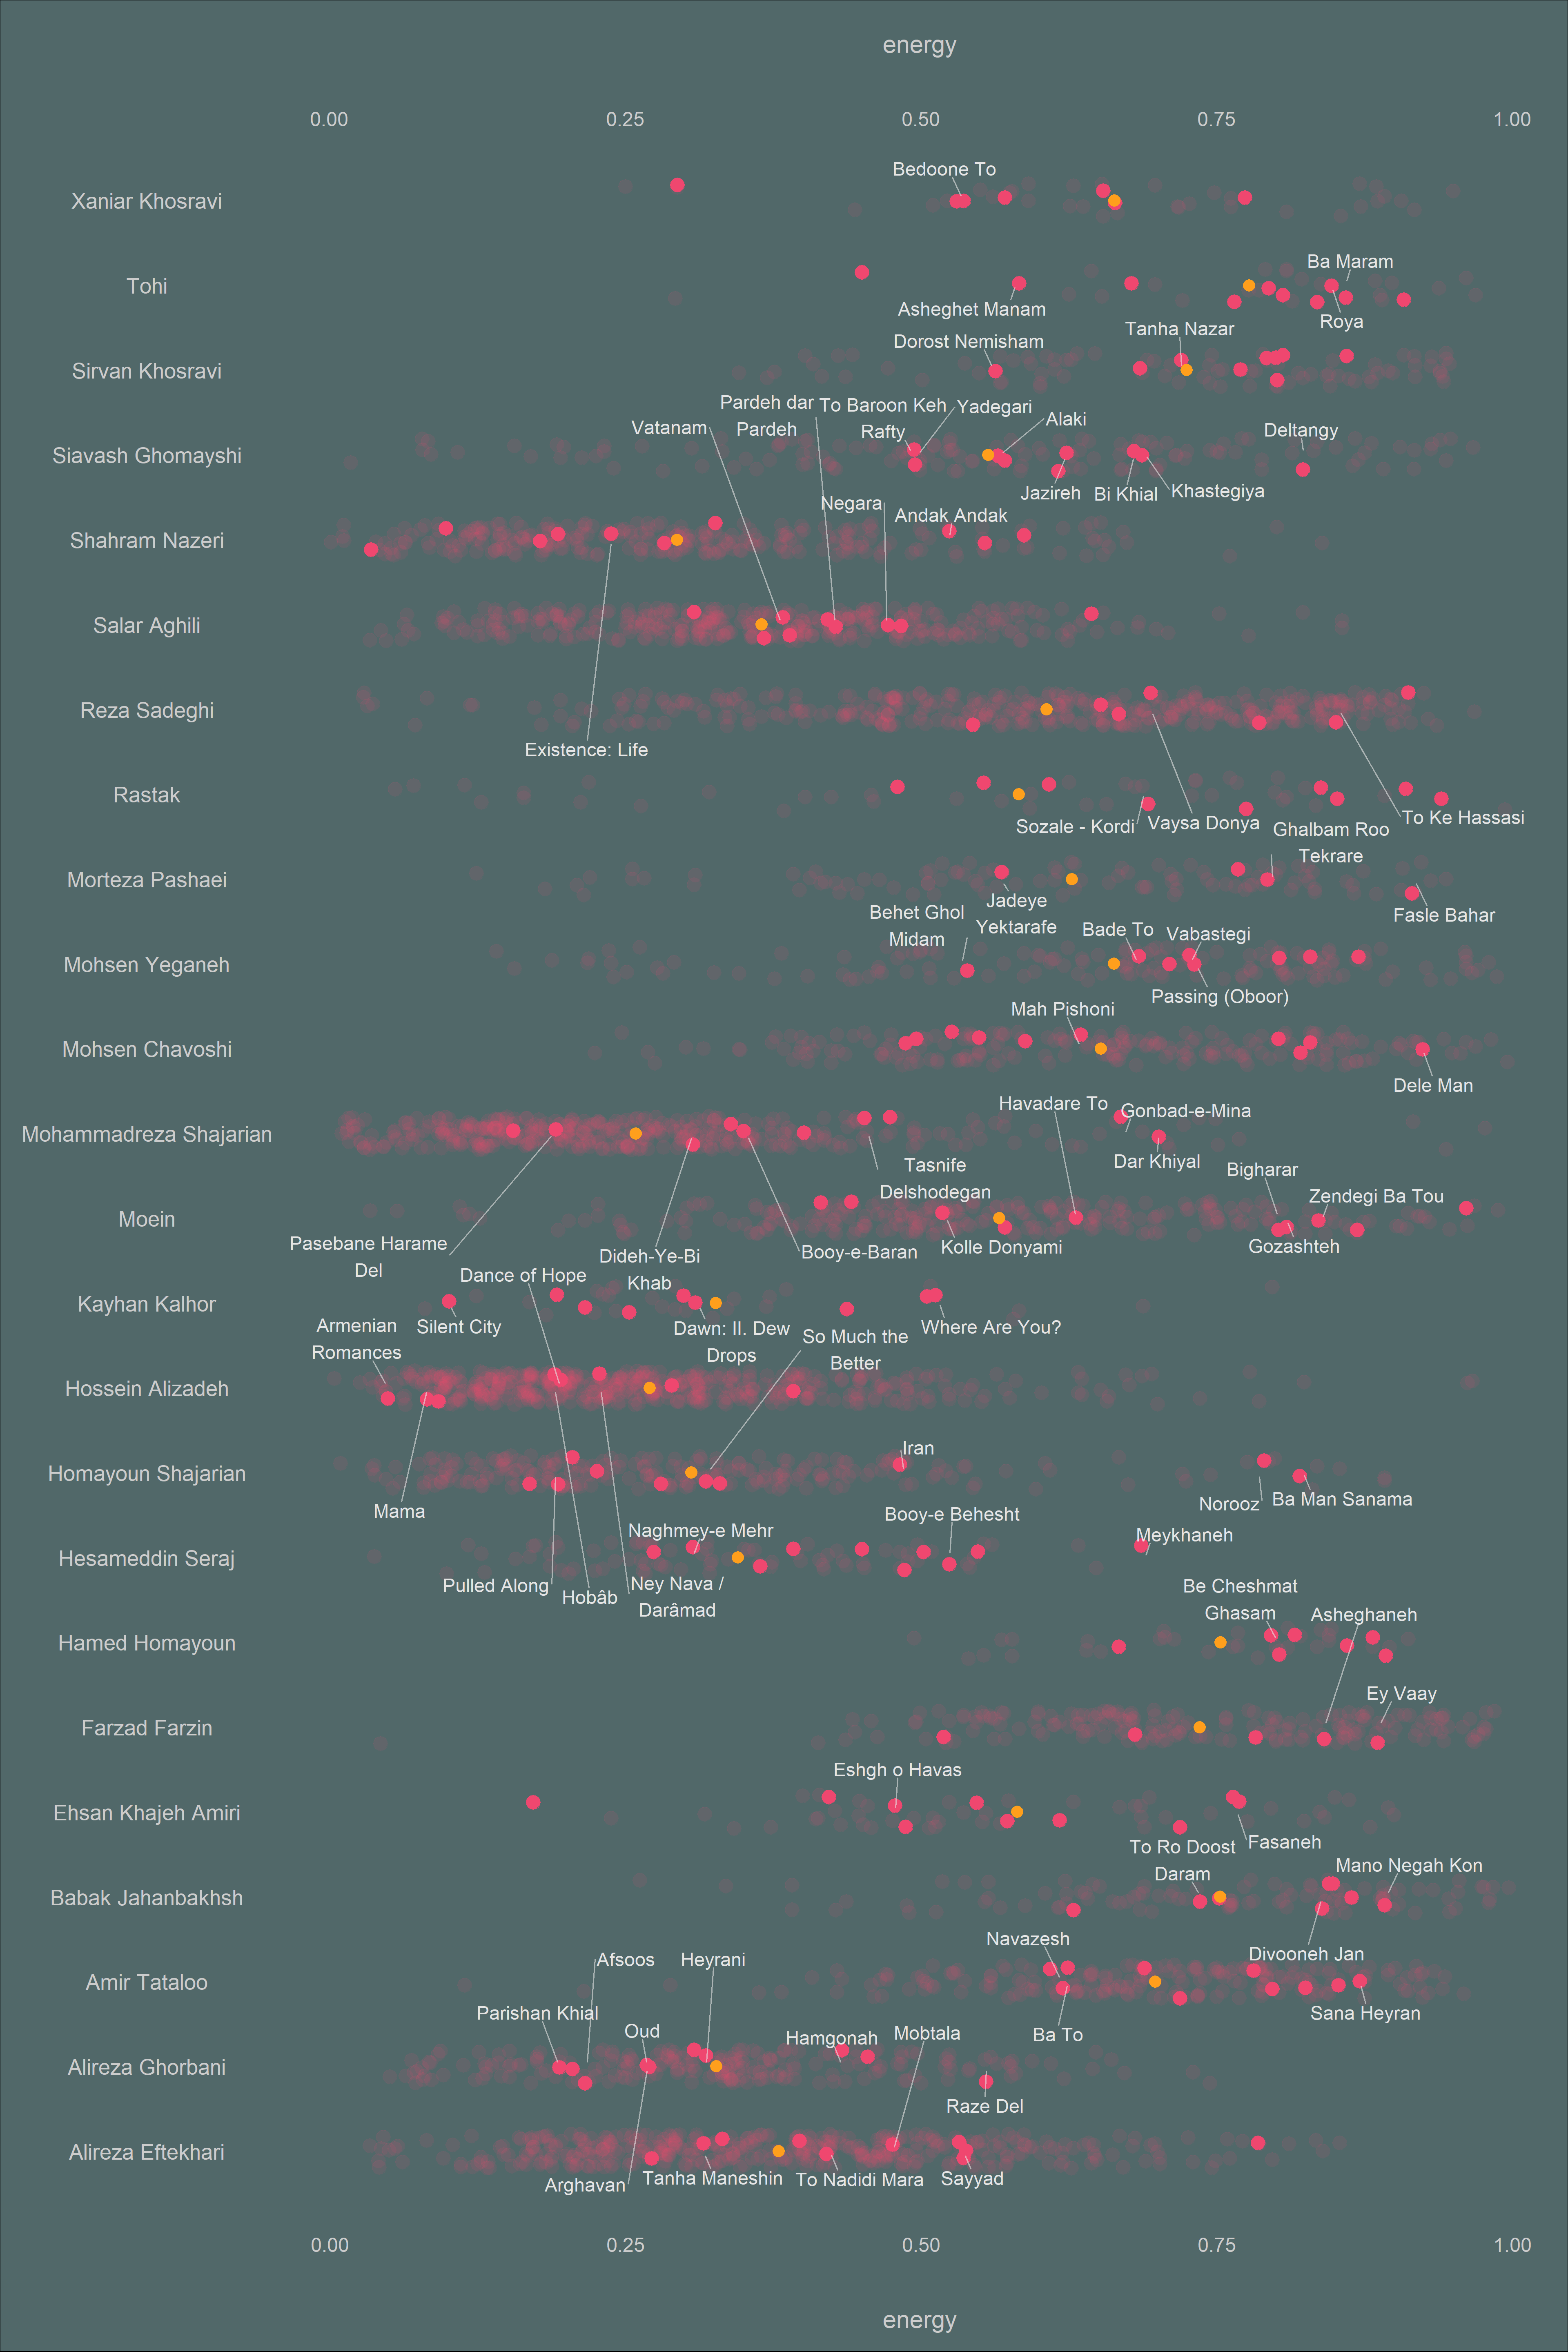 energy
0.00 0.25 0.50 0.75 1.00
Bedoone To
Xaniar Khosravi
Ba Maram
Tohi
Asheghet Manam
Roya
Tanha Nazar
Dorost Nemisham
Sirvan Khosravi
Pardeh dar
Pardeh
To Baroon Keh
Rafty
Yadegari
Alaki
Vatanam
Deltangy
Siavash Ghomayshi
Jazireh
Bi Khial
Khastegiya
Negara
Andak Andak
Shahram Nazeri
Salar Aghili
Reza Sadeghi
Existence: Life
Rastak
Sozale - Kordi
Vaysa Donya
To Ke Hassasi
Ghalbam Roo
Tekrare
Morteza Pashaei
Jadeye
Yektarafe
Fasle Bahar
Behet Ghol
Midam
Bade To
Vabastegi
Mohsen Yeganeh
Passing (Oboor)
Mah Pishoni
Mohsen Chavoshi
Dele Man
Havadare To
Gonbad-e-Mina
Mohammadreza Shajarian
Dar Khiyal
Tasnife
Delshodegan
Bigharar
Zendegi Ba Tou
Moein
Pasebane Harame
Del
Dideh-Ye-Bi
Khab
Booy-e-Baran
Kolle Donyami
Gozashteh
Dance of Hope
Kayhan Kalhor
Armenian
Romances
Silent City
Dawn: II. Dew
Drops
So Much the
Better
Where Are You?
Hossein Alizadeh
Iran
Homayoun Shajarian
Mama
Norooz
Ba Man Sanama
Booy-e Behesht
Naghmey-e Mehr
Meykhaneh
Hesameddin Seraj
Pulled Along
Hobâb
Ney Nava /
Darâmad
Be Cheshmat
Ghasam
Asheghaneh
Hamed Homayoun
Ey Vaay
Farzad Farzin
Eshgh o Havas
Ehsan Khajeh Amiri
To Ro Doost
Daram
Fasaneh
Mano Negah Kon
Babak Jahanbakhsh
Navazesh
Divooneh Jan
Afsoos
Heyrani
Amir Tataloo
Parishan Khial
Sana Heyran
Oud
Hamgonah
Mobtala
Ba To
Alireza Ghorbani
Raze Del
Alireza Eftekhari
Arghavan
Tanha Maneshin
To Nadidi Mara
Sayyad
0.00 0.25 0.50 0.75 1.00
energy